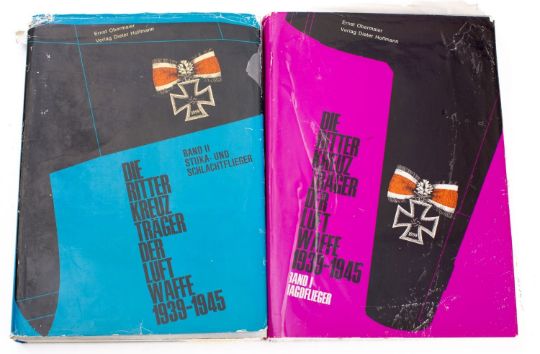 Ernst Obermaier
Verlag Dieter Hoffmann
BAND II
STUKA- UND
SCHLACHTFLIEGER
DIE
RITTER
KREUZ
TRÄGER
DER
LUFT
WAFFE
1939-1945
Ernst Obermaier
Verlag Dieter Hoffmann
DIE
RITTER
KREUZ
TRÄGER
DER
LUFT
WAFFE
1939-1945
BAND I
JAGDFLIEGER